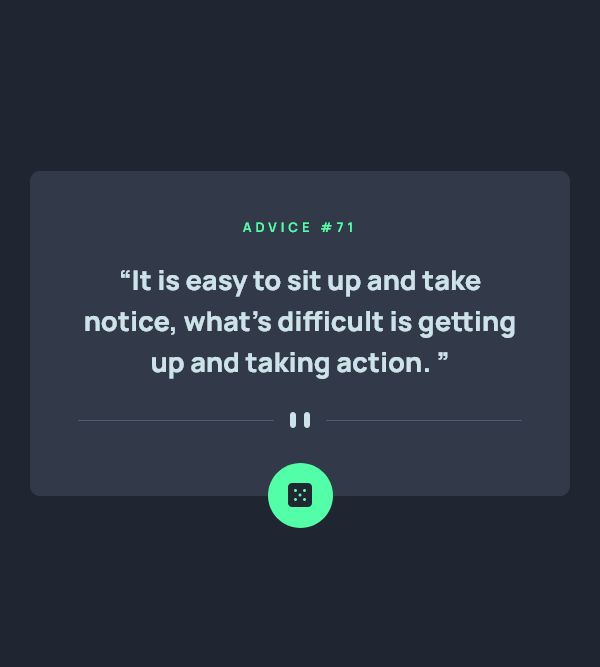 ADVICE #71
“It is easy to sit up and take
notice, what’s difficult is getting
up and taking action. ”